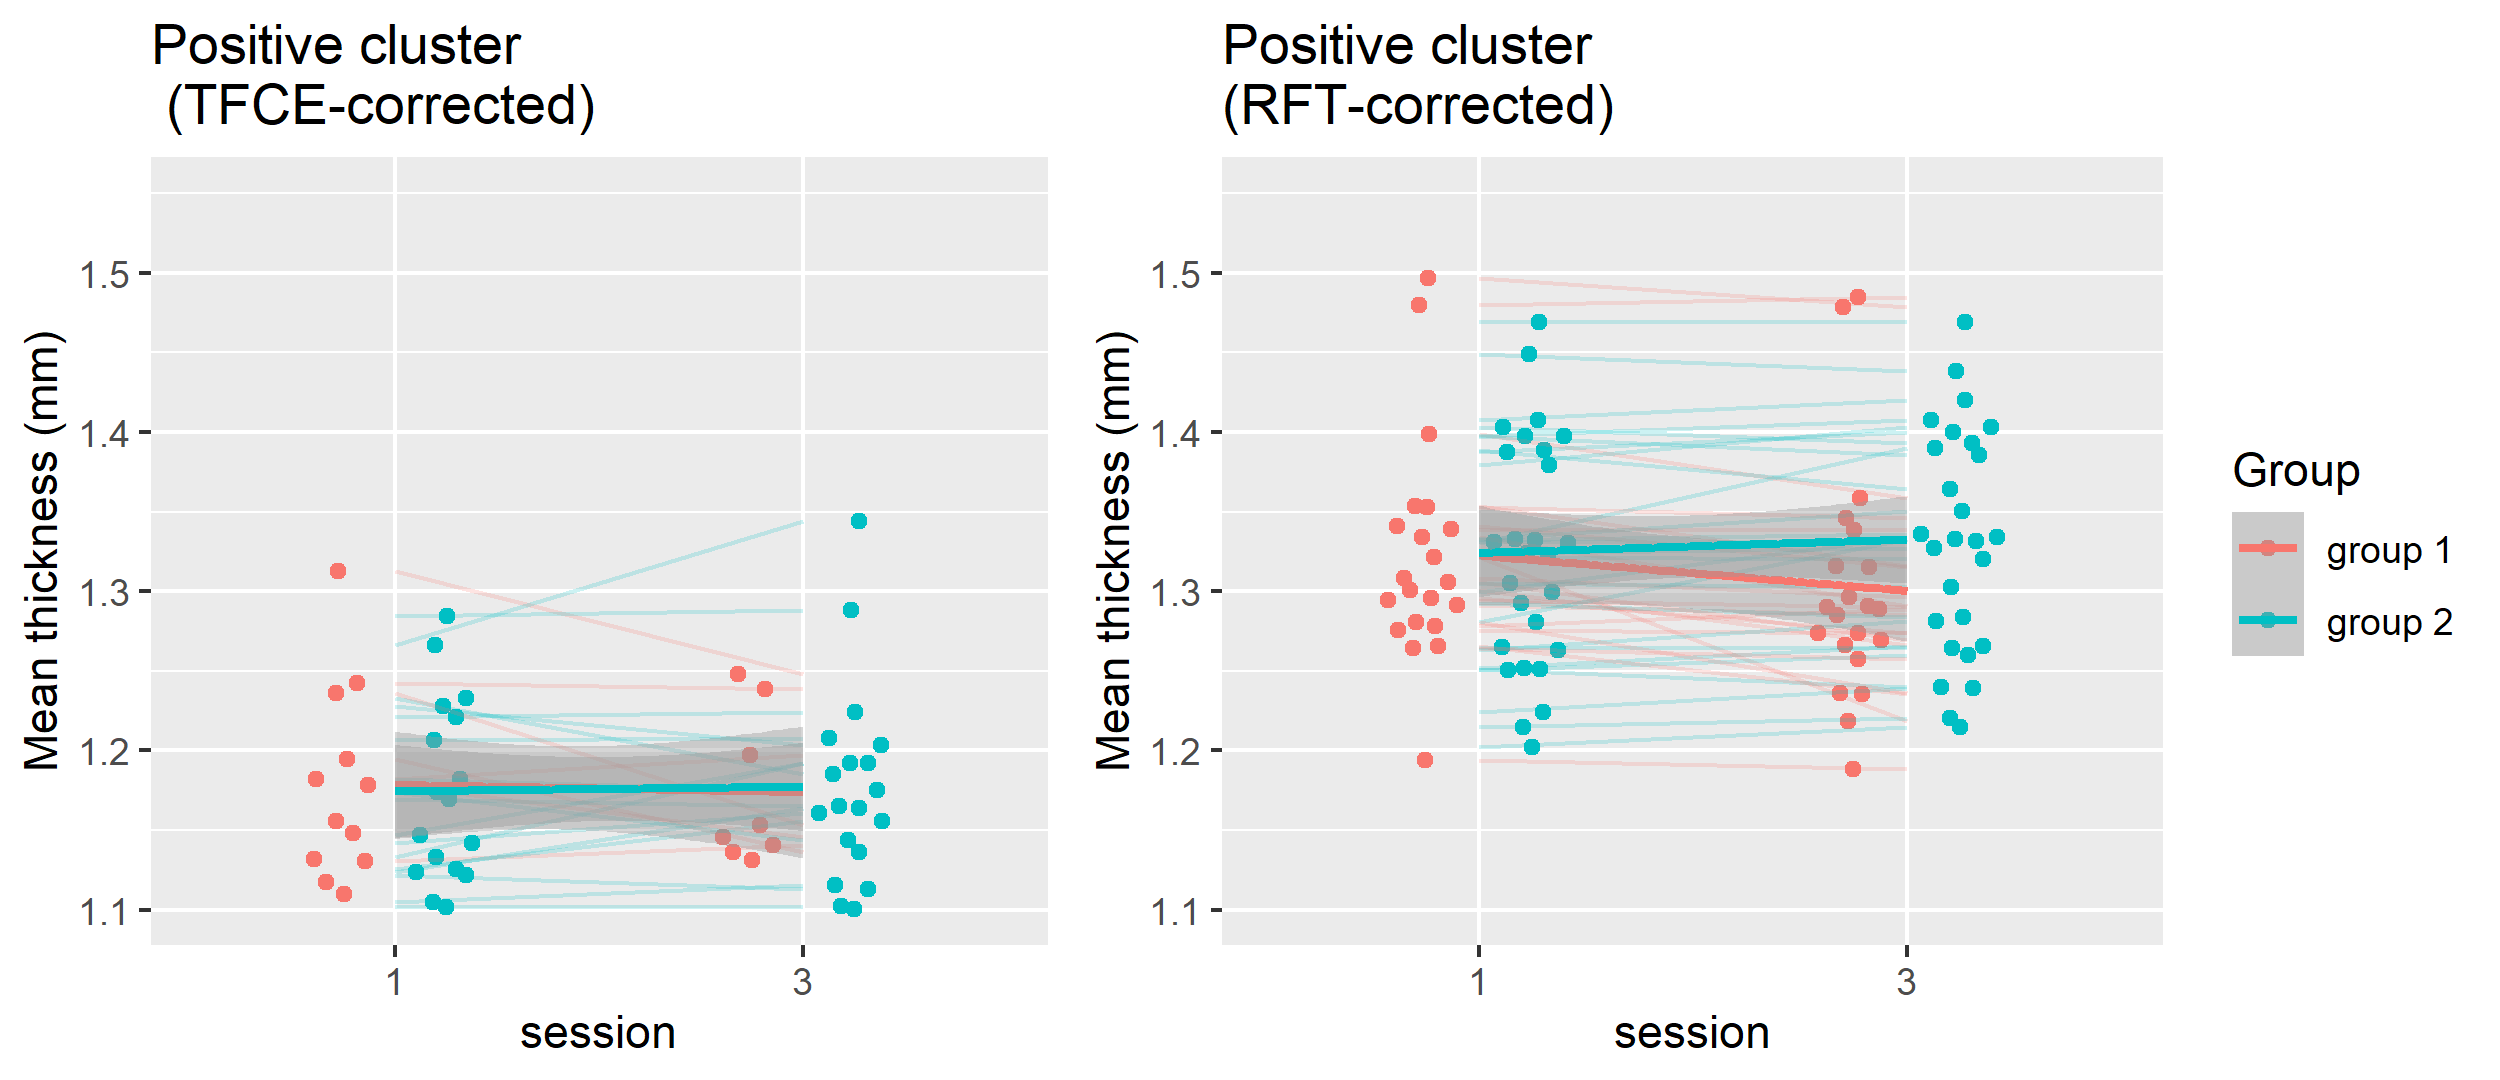 Positive cluster
(TFCE-corrected)
Mean thickness (mm)
1.5
1.4
1.3
1.2
1.1
1
3
session
Positive cluster
(RFT-corrected)
Mean thickness (mm)
1.5
1.4
1.3
1.2
1.1
1
3
session
Group
group 1
group 2